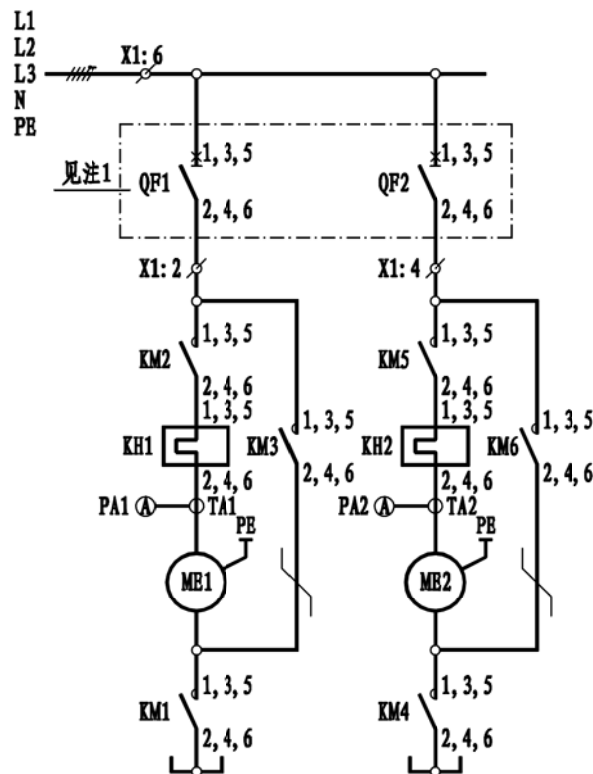 L1
L2
L3
N
PE
X1:6
见注1
QF1
1,3,5
2,4,6
QF2
1,3,5
2,4,6
X1:2
X1:4
KM2
1,3,5
2,4,6
KM5
1,3,5
2,4,6
KH1
1,3,5
2,4,6
KM3
1,3,5
2,4,6
KH2
1,3,5
2,4,6
KM6
1,3,5
2,4,6
PA1
A
TA1
PA2
A
TA2
PE
PE
ME1
ME2
KM1
1,3,5
2,4,6
KM4
1,3,5
2,4,6